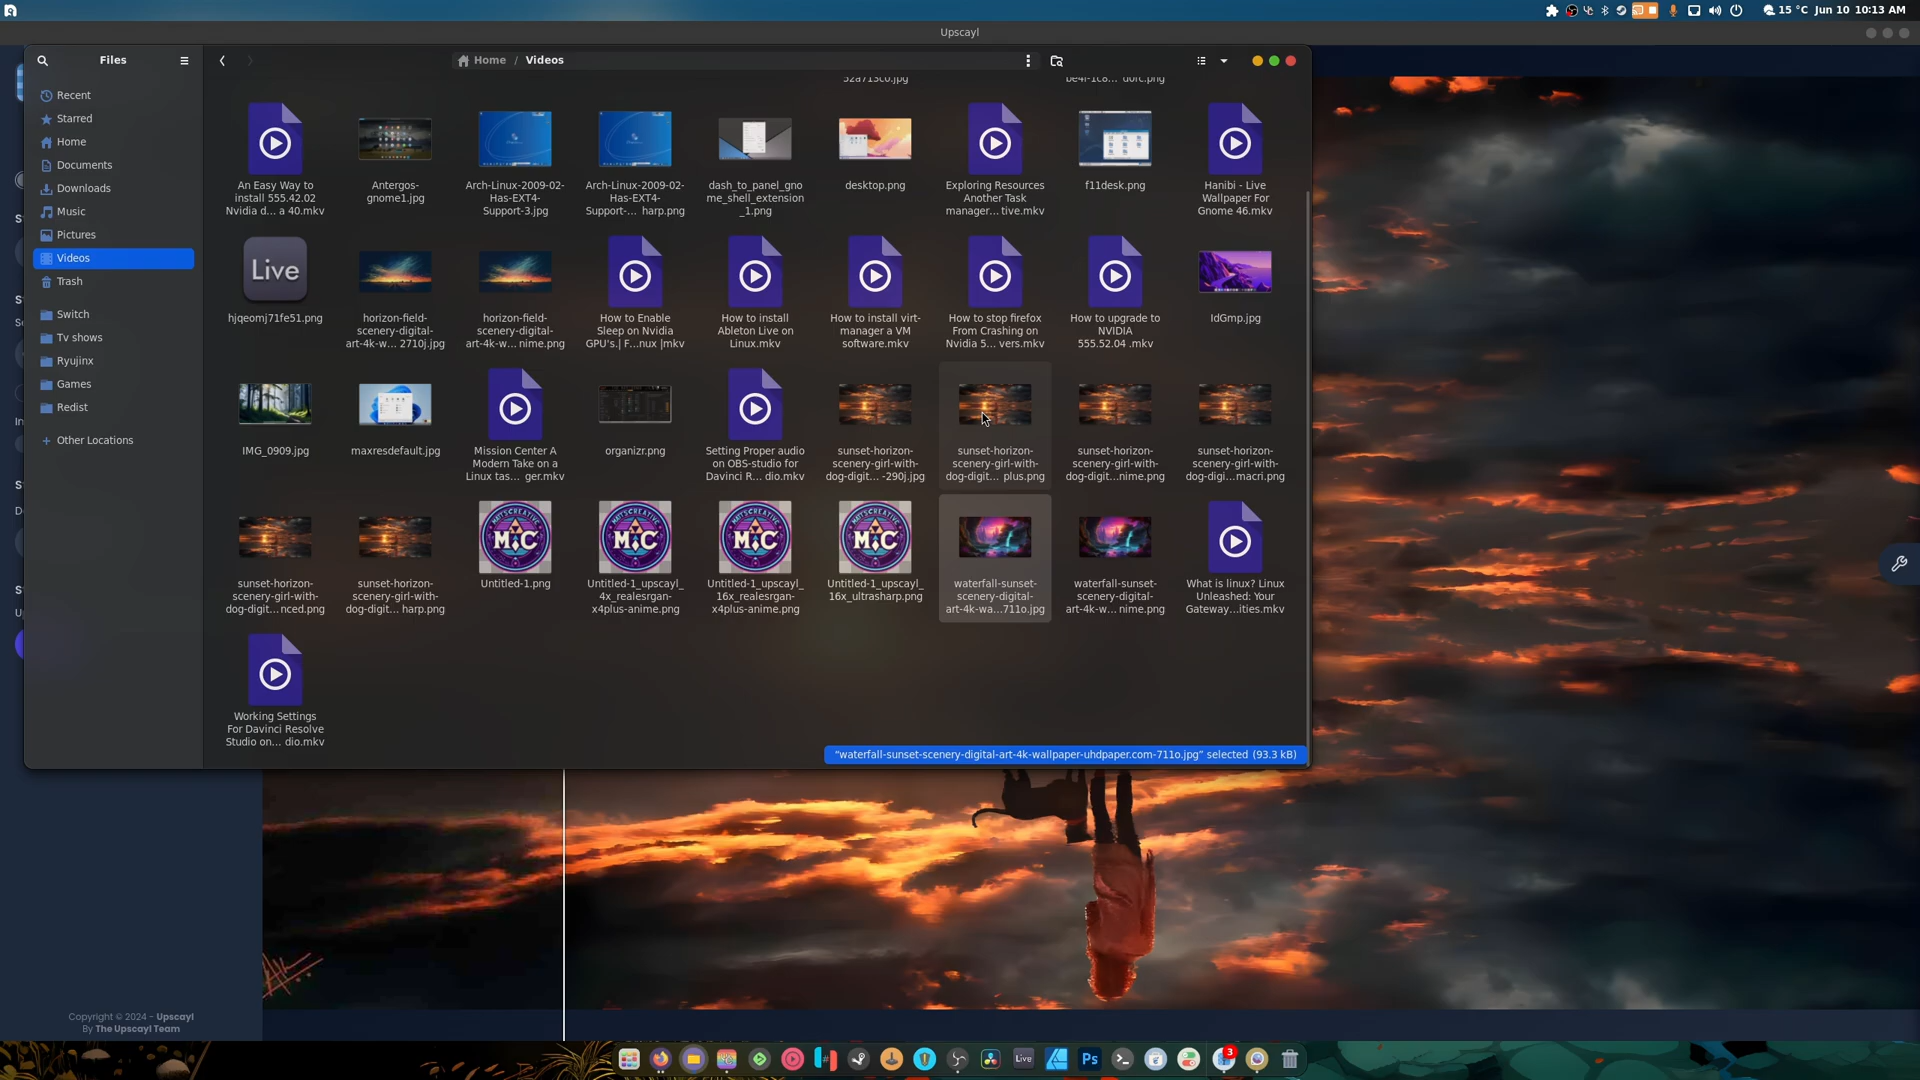 15 °C Jun 10 10:13 AM
Upscayl
Files
Home / Videos
Recent
Starred
Home
Documents
Downloads
Music
Pictures
Videos
Trash
Switch
Tv shows
Ryujinx
Games
Redist
Other Locations
An Easy Way to
install 555.42.02
Nvidia d... a 40.mkv
Antergos-
gnome1.jpg
Arch-Linux-2009-02-
Has-EXT4-
Support-3.jpg
Arch-Linux-2009-02-
Has-EXT4-
Support-... harp.png
dash_to_panel_gno
me_shell_extension
_1.png
desktop.png
Exploring Resources
Another Task
manager... tive.mkv
f11desk.png
Hanibi - Live
Wallpaper For
Gnome 46.mkv
Live
hjqeomj71fe51.png
horizon-field-
scenery-digital-
art-4k-w... 2710j.jpg
horizon-field-
scenery-digital-
art-4k-w... nime.png
How to Enable
Sleep on Nvidia
GPU's.| F...nux |mkv
How to install
Ableton Live on
Linux.mkv
How to install virt-
manager a VM
software.mkv
How to stop firefox
From Crashing on
Nvidia 5... vers.mkv
How to upgrade to
NVIDIA
555.52.04 .mkv
IdGmp.jpg
IMG_0909.jpg
maxresdefault.jpg
Mission Center A
Modern Take on a
Linux tas... ger.mkv
organizr.png
Setting Proper audio
on OBS-studio for
Davinci R... dio.mkv
sunset-horizon-
scenery-girl-with-
dog-digit... -290j.jpg
sunset-horizon-
scenery-girl-with-
dog-digit... plus.png
sunset-horizon-
scenery-girl-with-
dog-digit...nime.png
sunset-horizon-
scenery-girl-with-
dog-digi...macri.png
sunset-horizon-
scenery-girl-with-
dog-digit...nced.png
sunset-horizon-
scenery-girl-with-
dog-digit... harp.png
Untitled-1.png
Untitled-1_upscayl_
4x_realesrgan-
x4plus-anime.png
Untitled-1_upscayl_
16x_realesrgan-
x4plus-anime.png
Untitled-1_upscayl_
16x_ultrasharp.png
waterfall-sunset-
scenery-digital-
art-4k-wa...711o.jpg
waterfall-sunset-
scenery-digital-
art-4k-w... nime.png
What is linux? Linux
Unleashed: Your
Gateway...ities.mkv
Working Settings
For Davinci Resolve
Studio on... dio.mkv
"waterfall-sunset-scenery-digital-art-4k-wallpaper-uhdpaper.com-711o.jpg" selected (93.3 kB)
Copyright © 2024 - Upscayl
By The Upscayl Team
Live
Ps
3